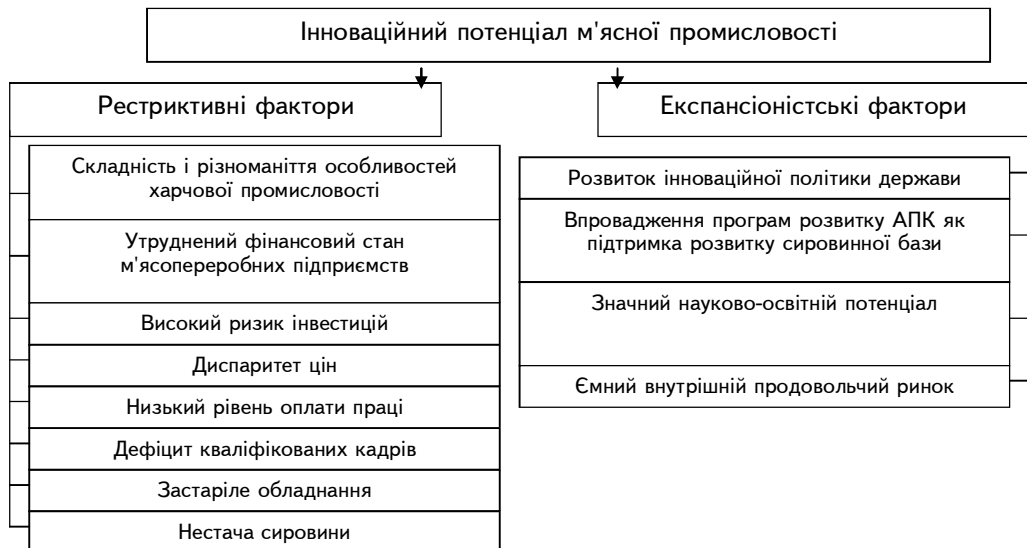 Інноваційний потенціал м'ясної промисловості
Рестриктивні фактори
Складність і різноманіття особливостей
харчової промисловості
Утруднений фінансовий стан
м'ясопереробних підприємств
Високий ризик інвестицій
Диспаритет цін
Низький рівень оплати праці
Дефіцит кваліфікованих кадрів
Застаріле обладнання
Нестача сировини
Експансіоністські фактори
Розвиток інноваційної політики держави
Впровадження програм розвитку АПК як
підтримка розвитку сировинної бази
Значний науково-освітній потенціал
Ємний внутрішній продовольчий ринок